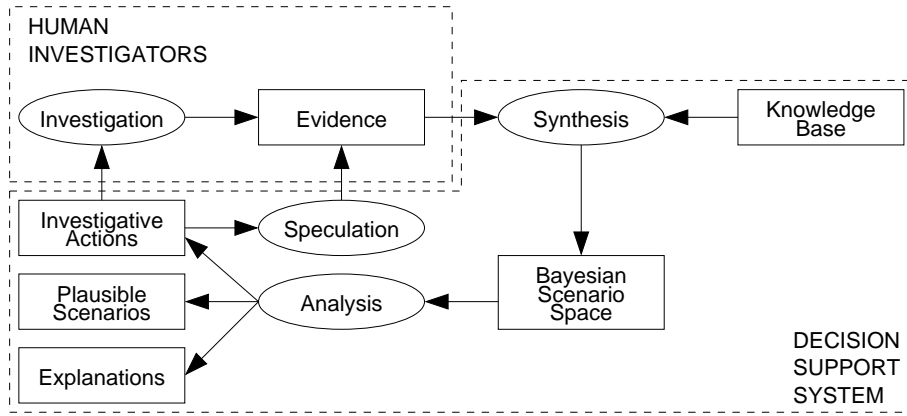 HUMAN
INVESTIGATORS
Investigation
Evidence
Synthesis
Knowledge
Base
Investigative
Actions
Speculation
Plausible
Scenarios
Analysis
Bayesian
Scenario
Space
Explanations
DECISION
SUPPORT
SYSTEM